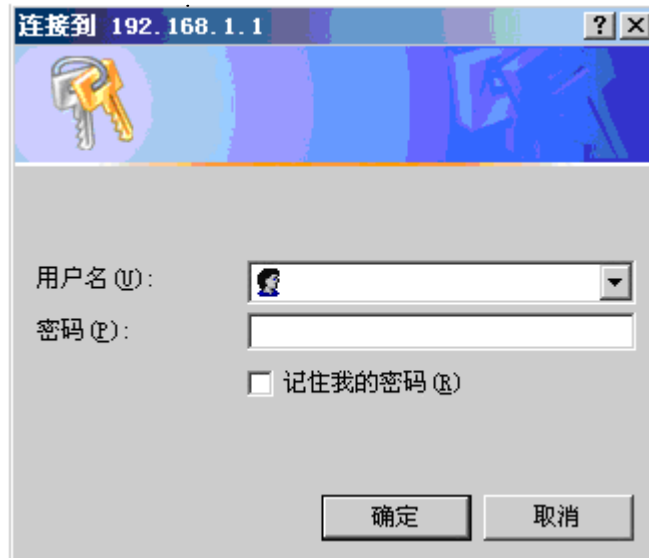 连接到 192.168.1.1
用户名(U):
密码(P):
记住我的密码(R)
确定 取消